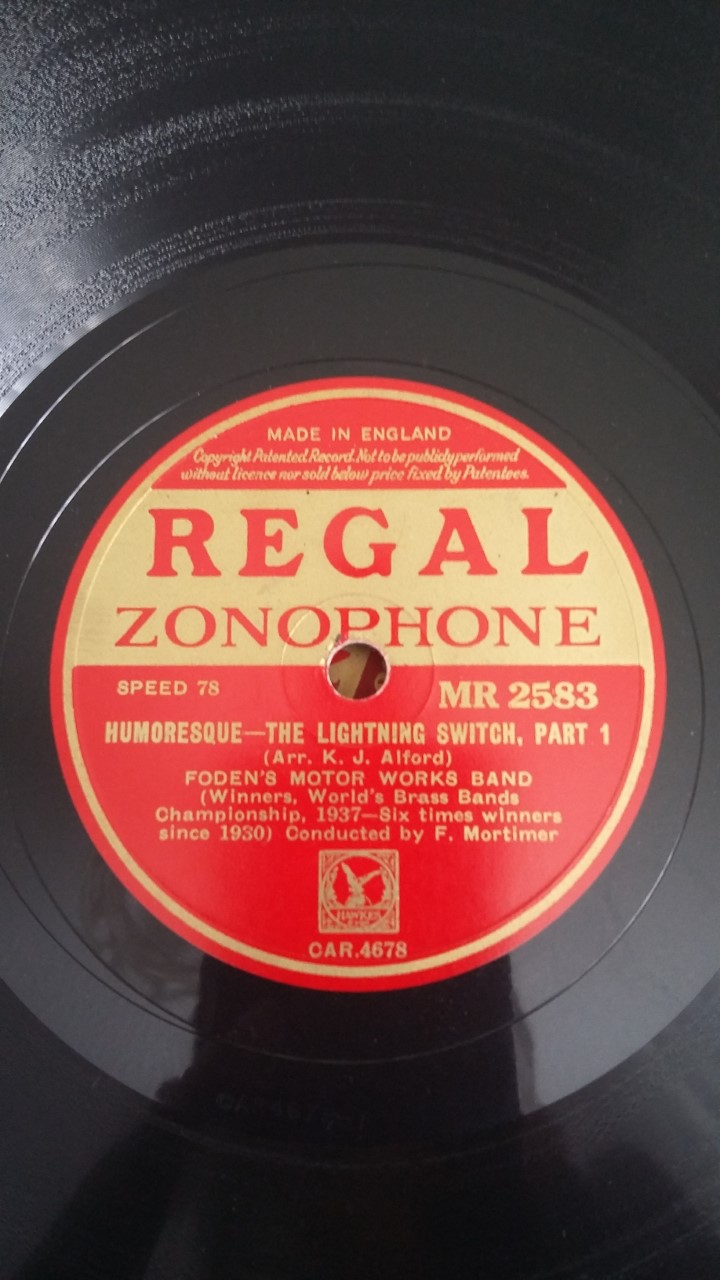 MADE IN ENGLAND
Copyright Patented Record. Not to be publicly performed
without licence nor sold below price fixed by Patentees.
REGAL
ZONOPHONE
SPEED 78 MR 2583
HUMORESQUE—THE LIGHTNING SWITCH, PART 1
(Arr. K. J. Alford)
FODEN'S MOTOR WORKS BAND
(Winners, World's Brass Bands
Championship, 1937—Six times winners
since 1930) Conducted by F. Mortimer
HAWKES
CAR.4678